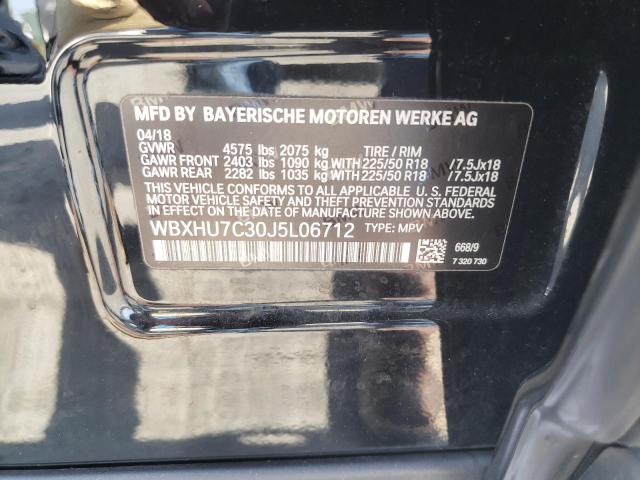 MFD BY BAYERISCHE MOTOREN WERKE AG
04/18
GVWR 4575 lbs 2075 kg TIRE / RIM
GAWR FRONT 2403 lbs 1090 kg WITH 225/50 R18 /7.5Jx18
GAWR REAR 2282 lbs 1035 kg WITH 225/50 R18 /7.5Jx18
THIS VEHICLE CONFORMS TO ALL APPLICABLE U. S. FEDERAL
MOTOR VEHICLE SAFETY AND THEFT PREVENTION STANDARDS
IN EFFECT ON THE DATE OF MANUFACTURE SHOWN ABOVE.
WBXHU7C30J5L06712 TYPE: MPV
668/9
7 320 730